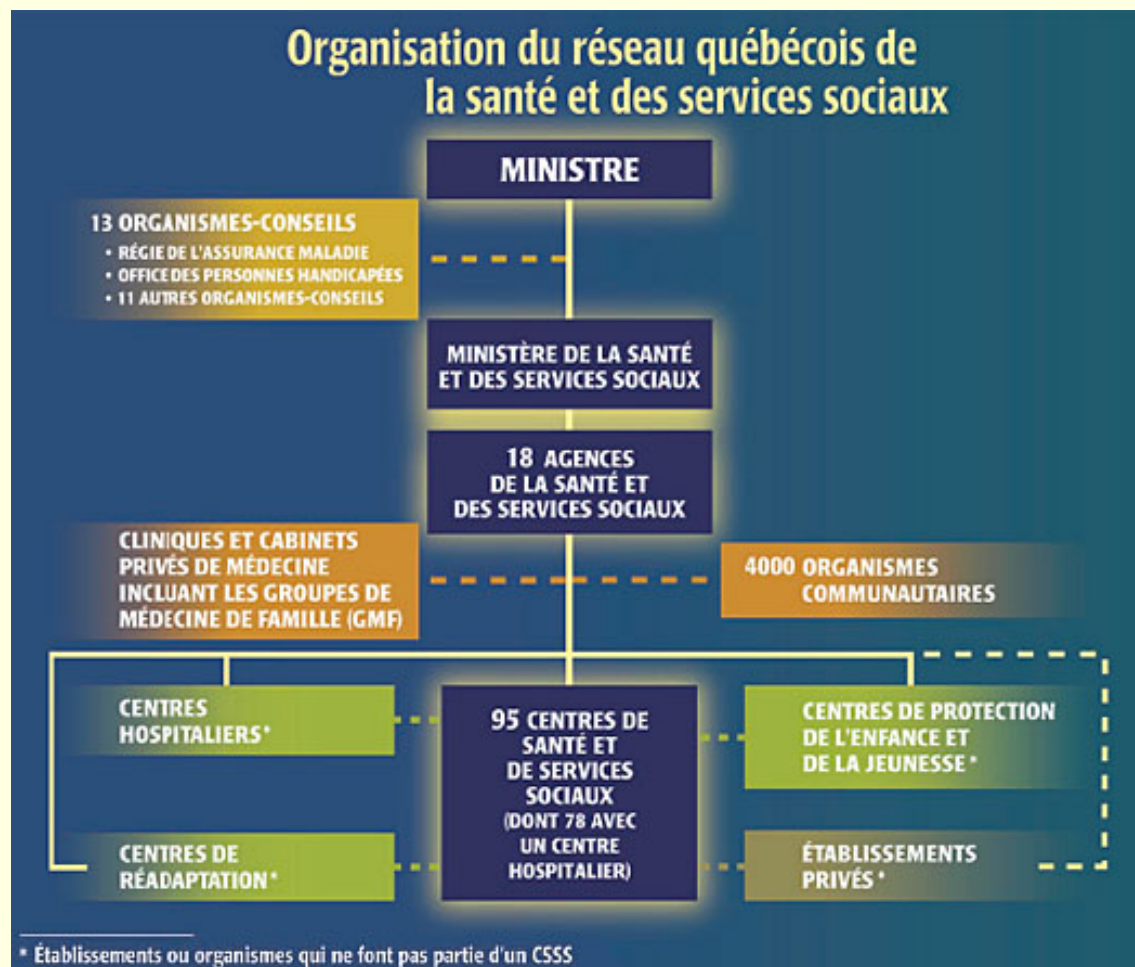 Organisation du réseau québécois de
la santé et des services sociaux
MINISTRE
13 ORGANISMES-CONSEILS
• RÉGIE DE L'ASSURANCE MALADIE
• OFFICE DES PERSONNES HANDICAPÉES
• 11 AUTRES ORGANISMES-CONSEILS
MINISTÈRE DE LA SANTÉ
ET DES SERVICES SOCIAUX
18 AGENCES
DE LA SANTÉ ET
DES SERVICES SOCIAUX
CLINIQUES ET CABINETS
PRIVÉS DE MÉDECINE
INCLUANT LES GROUPES DE
MÉDECINE DE FAMILLE (GMF)
4000 ORGANISMES
COMMUNAUTAIRES
CENTRES
HOSPITALIERS*
95 CENTRES DE
SANTÉ ET
DE SERVICES
SOCIAUX
(DONT 78 AVEC
UN CENTRE
HOSPITALIER)
CENTRES DE PROTECTION
DE L'ENFANCE ET
DE LA JEUNESSE*
CENTRES DE
RÉADAPTATION*
ÉTABLISSEMENTS
PRIVÉS*
* Établissements ou organismes qui ne font pas partie d'un CSSS